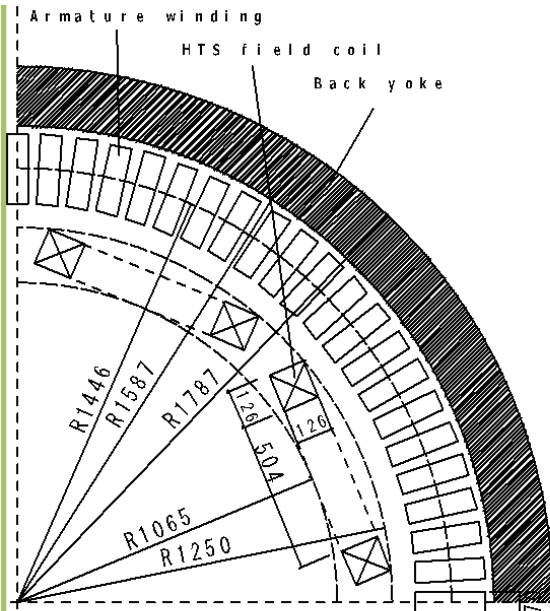 Armature winding
HTS field coil
Back yoke
R1446
R1587
R1787
126
126
504
R1065
R1250